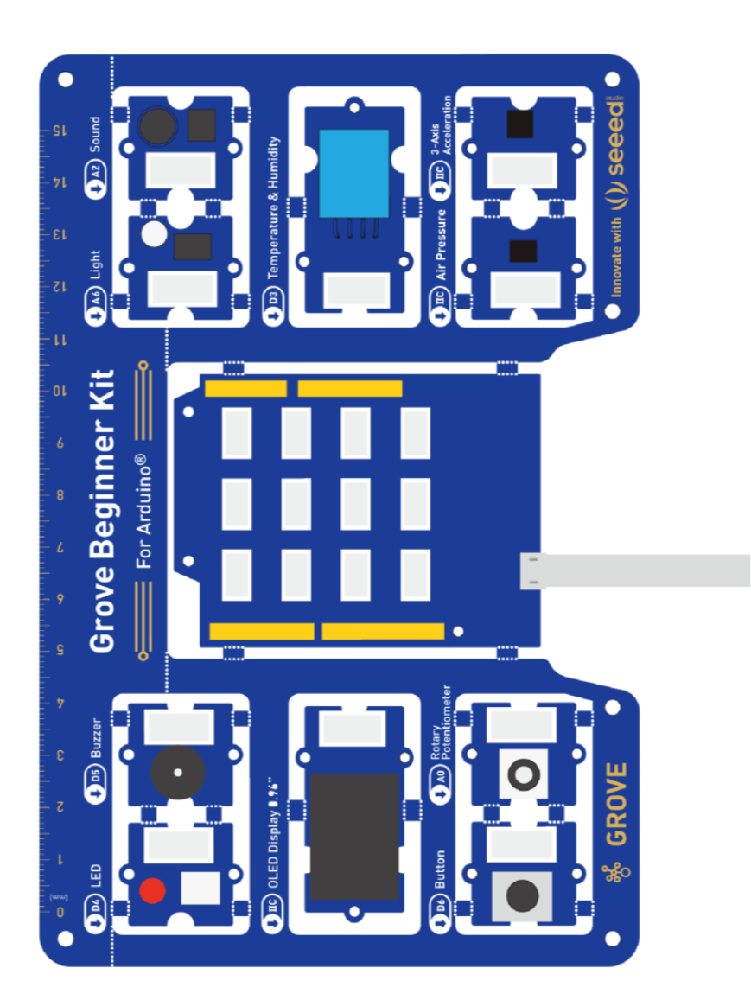 0 1 2 3 4 5 6 7 8 9 10 11 12 13 14 15
[mm]
D4 LED
D5 Buzzer
Grove Beginner Kit
For Arduino®
A6 Light
A2 Sound
IIC OLED Display 0.96"
D3 Temperature & Humidity
D6 Button
A0 Rotary
Potentiometer
IIC Air Pressure
IIC 3-Axis
Acceleration
GROVE
Innovate with seeed studio